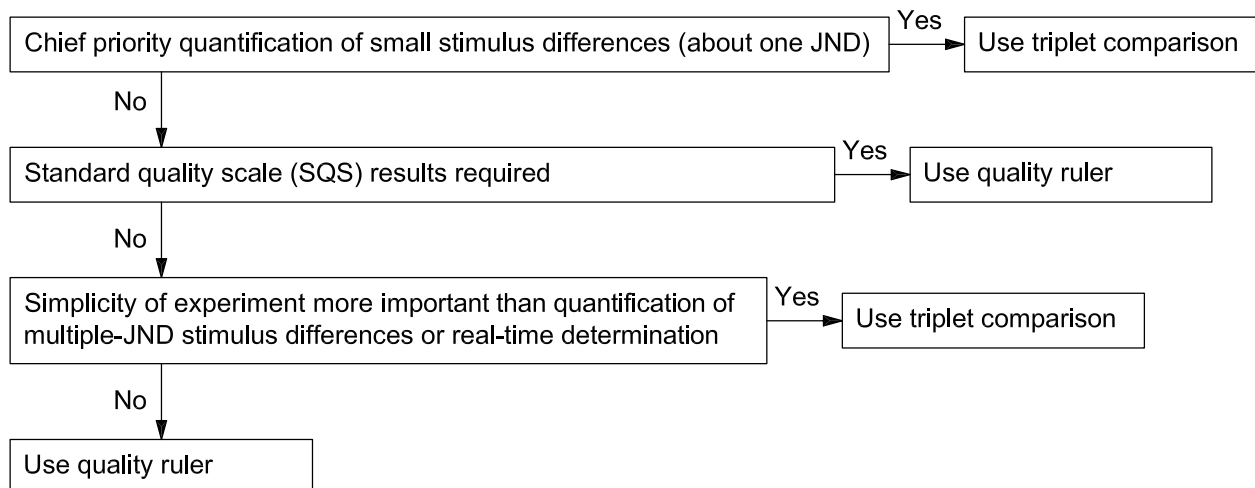 Chief priority quantification of small stimulus differences (about one JND)
Yes
Use triplet comparison
No
Standard quality scale (SQS) results required
Yes
Use quality ruler
No
Simplicity of experiment more important than quantification of
multiple-JND stimulus differences or real-time determination
Yes
Use triplet comparison
No
Use quality ruler